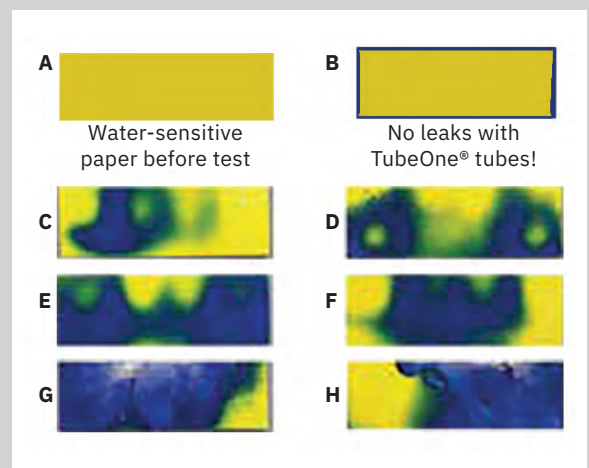 A
B
Water-sensitive
paper before test
No leaks with
TubeOne® tubes!
C
D
E
F
G
H